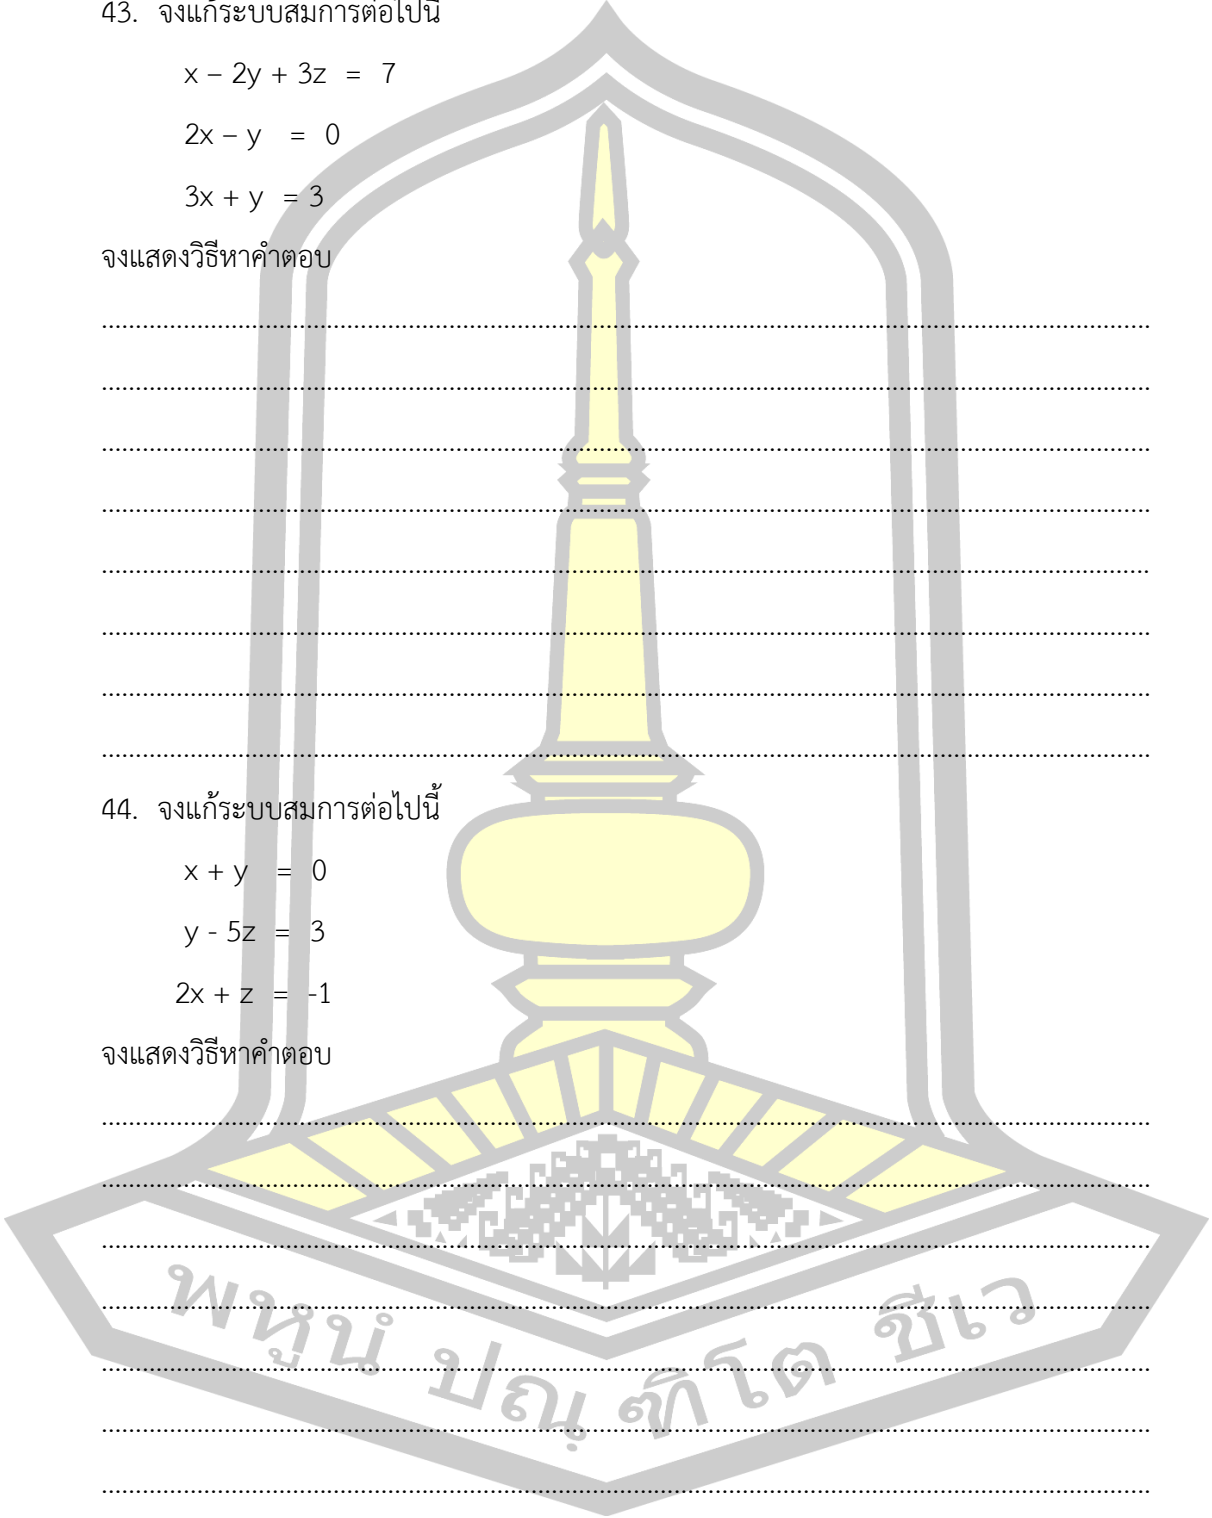 43. จงแก้ระบบสมการต่อไปนี้
x – 2y + 3z = 7
2x – y = 0
3x + y = 3
จงแสดงวิธีหาคำตอบ
44. จงแก้ระบบสมการต่อไปนี้
x + y = 0
y - 5z = 3
2x + z = -1
จงแสดงวิธีหาคำตอบ
พหูนํ ปณฺฑิโต ชีเว